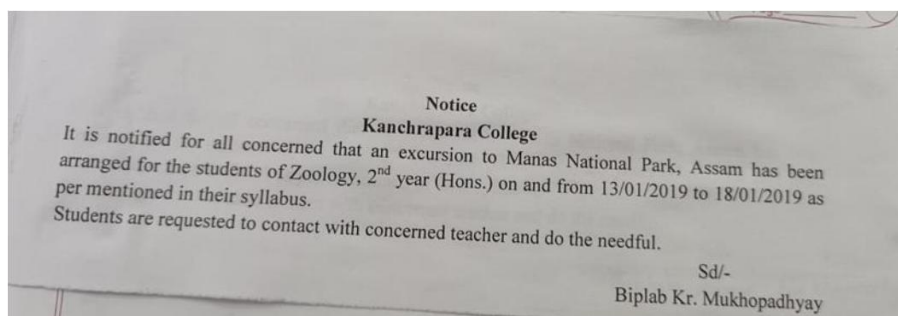 Notice
Kanchrapara College
It is notified for all concerned that an excursion to Manas National Park, Assam has been
arranged for the students of Zoology, 2nd year (Hons.) on and from 13/01/2019 to 18/01/2019 as
per mentioned in their syllabus.
Students are requested to contact with concerned teacher and do the needful.
Sd/-
Biplab Kr. Mukhopadhyay